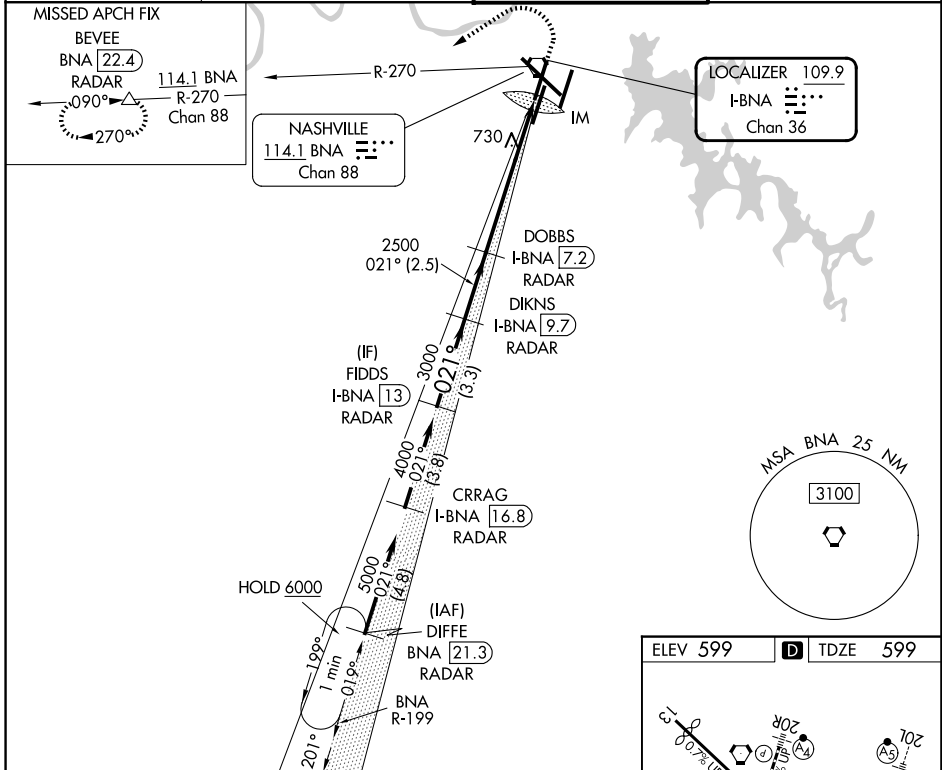 MISSED APCH FIX
BEVEE
BNA 22.4
RADAR
090°
270°
114.1 BNA
R-270
Chan 88
R-270
NASHVILLE
114.1 BNA
Chan 88
LOCALIZER 109.9
I-BNA
Chan 36
IM
730
2500
021° (2.5)
DOBBS
I-BNA 7.2
RADAR
DIKNS
I-BNA 9.7
RADAR
(IF)
FIDDS
I-BNA 13
RADAR
3000
021°
(3.3)
4000
021°
(3.8)
CRRAG
I-BNA 16.8
RADAR
MSA BNA 25 NM
3100
HOLD 6000
5000
021°
(4.8)
(IAF)
DIFFE
BNA 21.3
RADAR
199°
1 min
019°
BNA
R-199
201°
ELEV 599
D
TDZE 599
13
0.7% U
20R
UP
A4
P
A5
20L